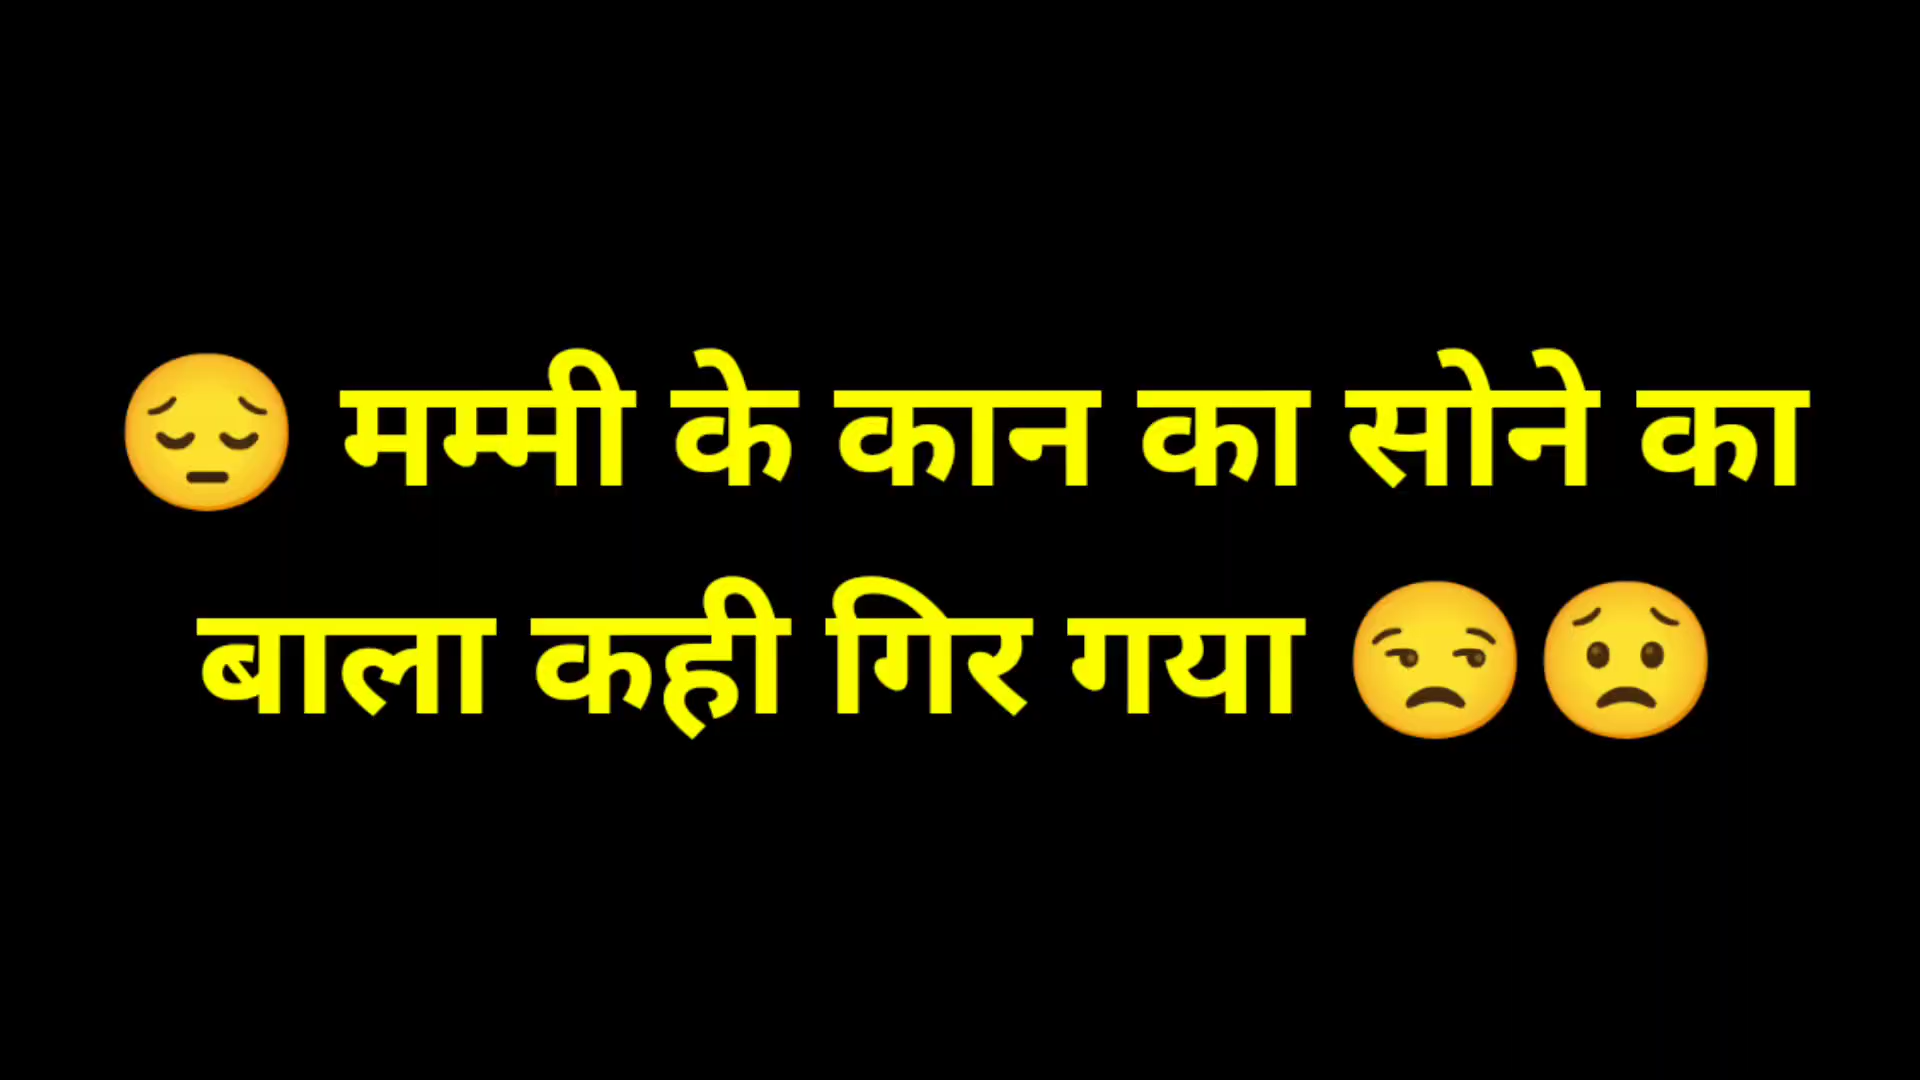 😔 मम्मी के कान का सोने का
बाला कही गिर गया 😒😟